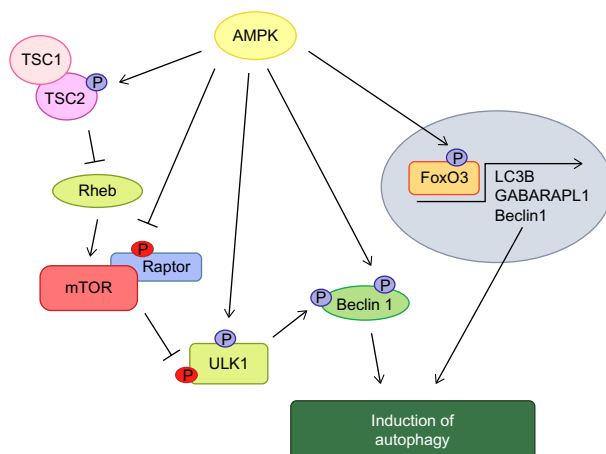 AMPK
TSC1
P
TSC2
P
FoxO3
LC3B
GABARAPL1
Beclin1
Rheb
P
Raptor
mTOR
P
P
Beclin 1
P
ULK1
P
Induction of
autophagy